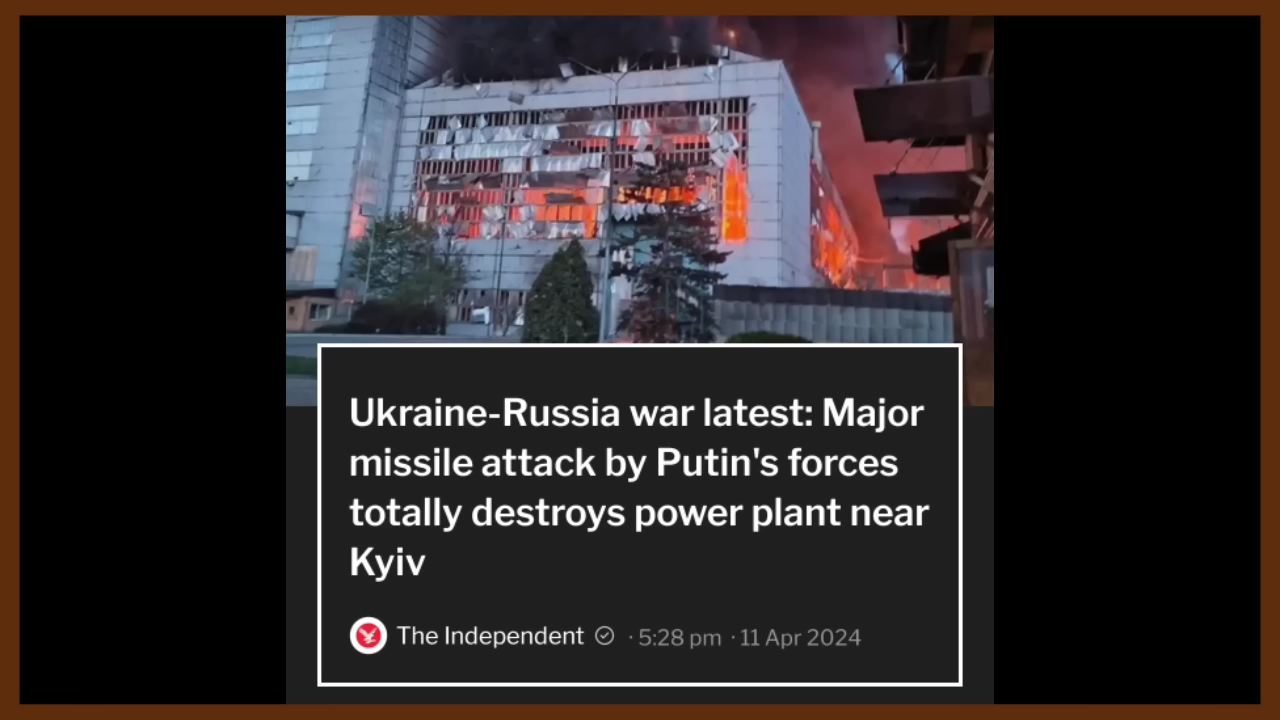 Ukraine-Russia war latest: Major
missile attack by Putin's forces
totally destroys power plant near
Kyiv
The Independent · 5:28 pm · 11 Apr 2024